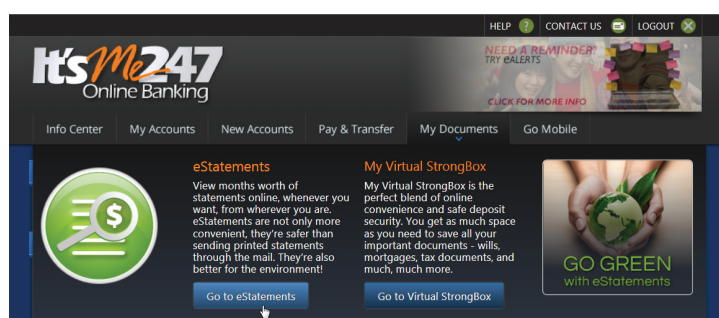 HELP ? CONTACT US LOGOUT
It'sMe247
Online Banking
NEED A REMINDER?
TRY eALERTS
CLICK FOR MORE INFO
Info Center My Accounts New Accounts Pay & Transfer My Documents Go Mobile
eStatements
View months worth of
statements online, whenever you
want, from wherever you are.
eStatements are not only more
convenient, they're safer than
sending printed statements
through the mail. They're also
better for the environment!
Go to eStatements
My Virtual StrongBox
My Virtual StrongBox is the
perfect blend of online
convenience and safe deposit
security. You get as much space
as you need to save all your
important documents - wills,
mortgages, tax documents, and
much, much more.
Go to Virtual StrongBox
$
GO GREEN
with eStatements